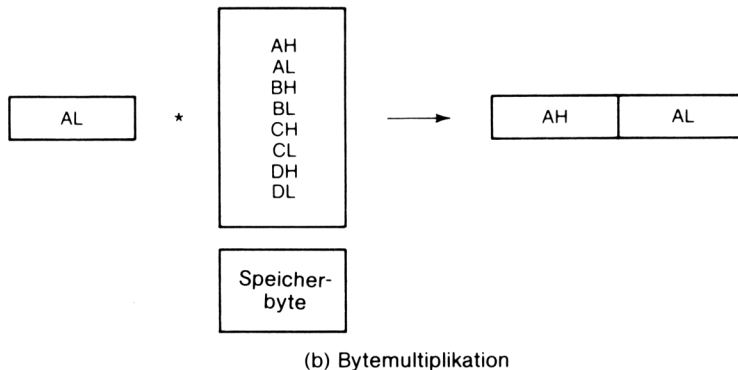 AL
*
AH
AL
BH
BL
CH
CL
DH
DL
AH AL
Speicher-
byte
(b) Bytemultiplikation